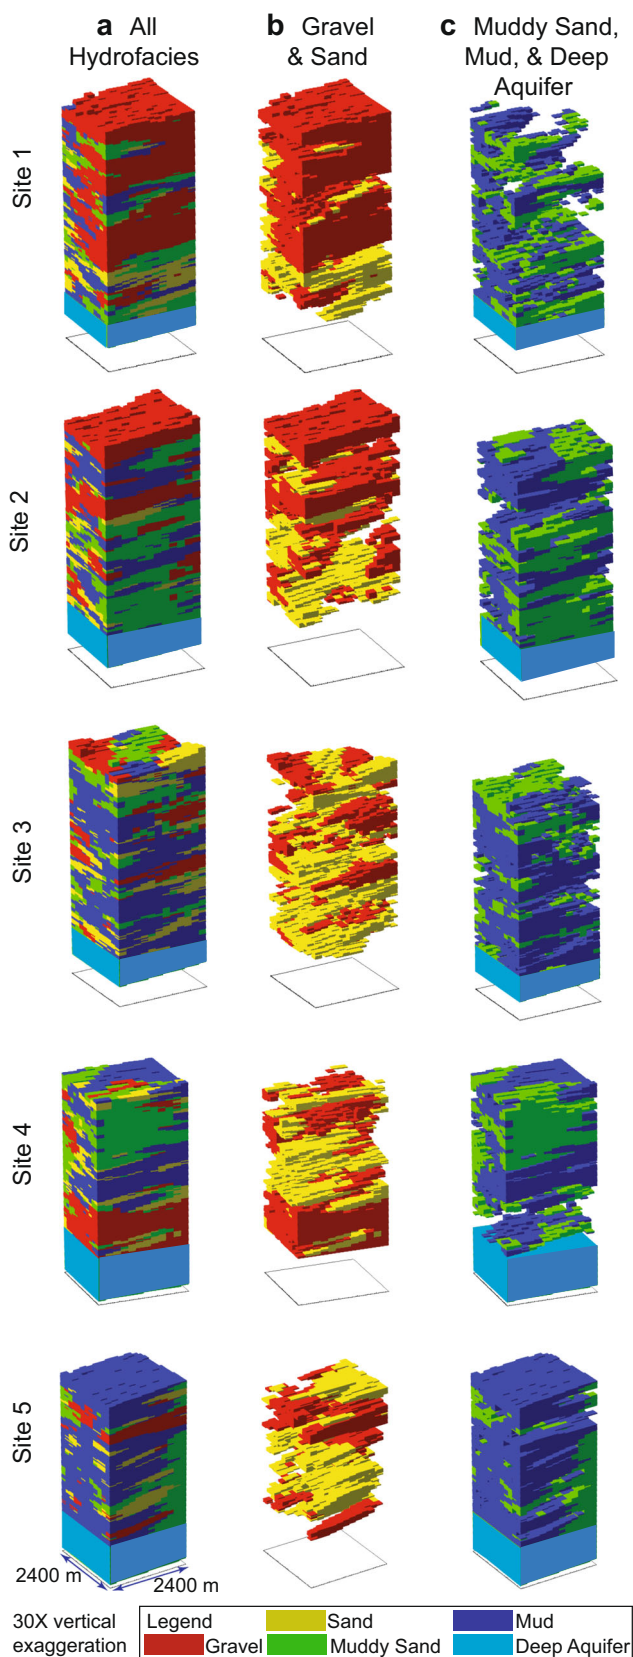 a All Hydrofacies
b Gravel & Sand
c Muddy Sand, Mud, & Deep Aquifer
Site 1
Site 2
Site 3
Site 4
Site 5
2400 m
2400 m
30X vertical exaggeration
Legend
Sand
Mud
Gravel
Muddy Sand
Deep Aquifer